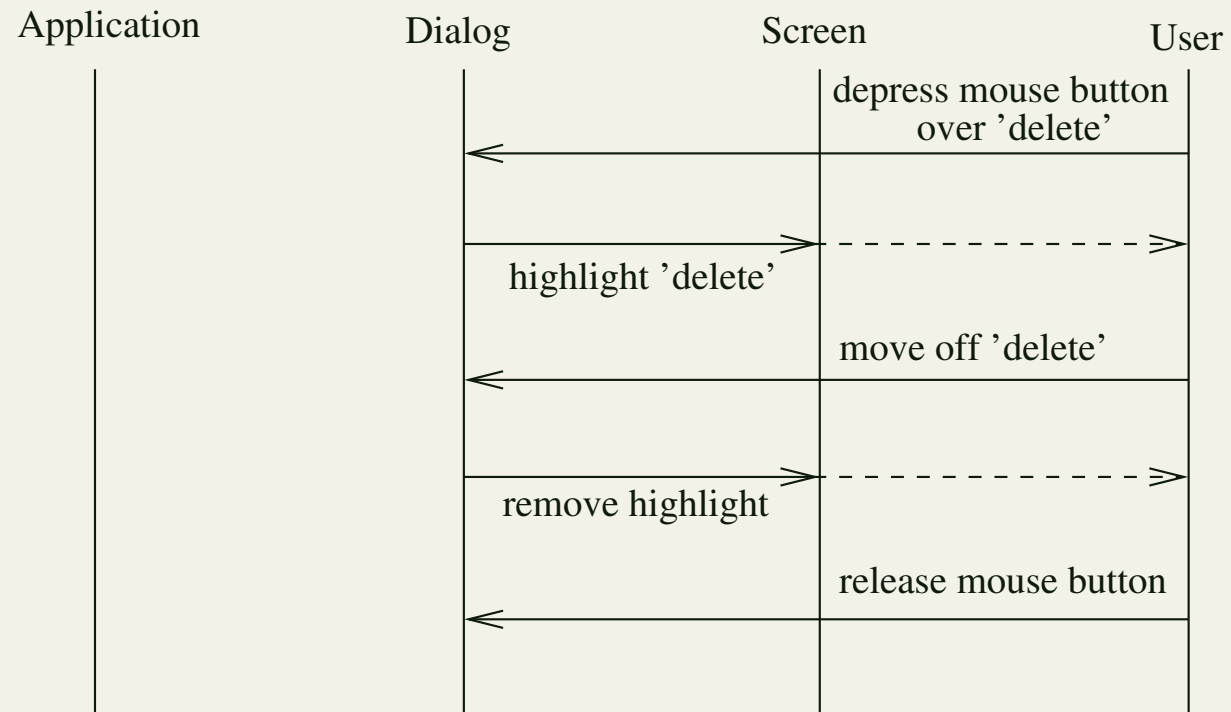 Application
Dialog
Screen
User
depress mouse button
over ’delete’
highlight ’delete’
move off ’delete’
remove highlight
release mouse button